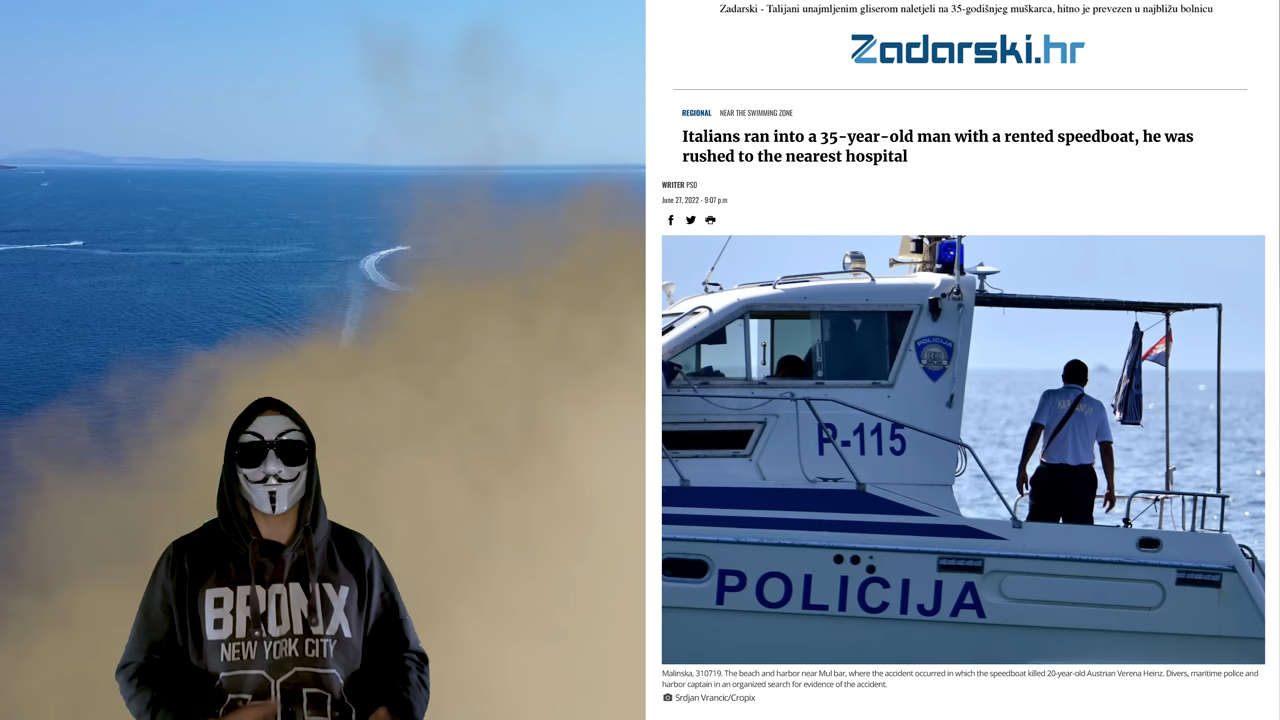 Zadarski - Talijani unajmljenim gliserom naletjeli na 35-godišnjeg muškarca, hitno je prevezen u najbližu bolnicu
Zadarski.hr
REGIONAL NEAR THE SWIMMING ZONE
Italians ran into a 35-year-old man with a rented speedboat, he was
rushed to the nearest hospital
WRITER PSD
June 27, 2022 - 9:07 p.m
POLICIJA
P-115
POLICIJA
Malinska, 310719. The beach and harbor near Mul bar, where the accident occurred in which the speedboat killed 20-year-old Austrian Verena Heinz. Divers, maritime police and
harbor captain in an organized search for evidence of the accident.
Srdjan Vrancic/Cropix
BRONX
NEW YORK CITY